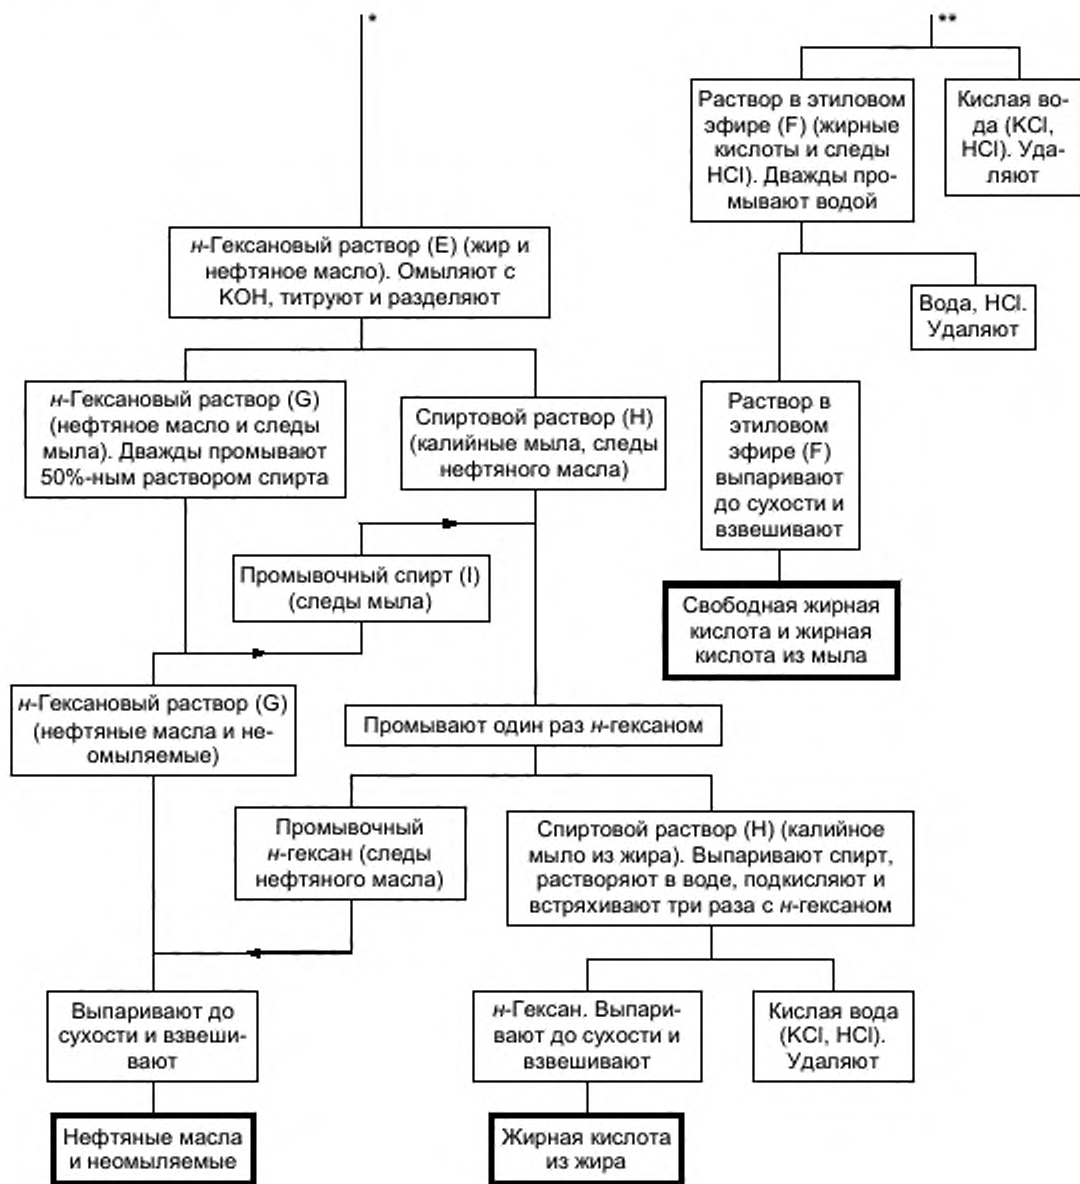 *
**
Раствор в этиловом
эфире (F) (жирные
кислоты и следы
HCl). Дважды про-
мывают водой
Кислая во-
да (KCl,
HCl). Уда-
ляют
н-Гексановый раствор (E) (жир и
нефтяное масло). Омыляют с
KOH, титруют и разделяют
Вода, HCl.
Удаляют
н-Гексановый раствор (G)
(нефтяное масло и следы
мыла). Дважды промывают
50%-ным раствором спирта
Спиртовой раствор (H)
(калийные мыла, следы
нефтяного масла)
Раствор в
этиловом
эфире (F)
выпаривают
до сухости и
взвешивают
Промывочный спирт (I)
(следы мыла)
Свободная жирная
кислота и жирная
кислота из мыла
н-Гексановый раствор (G)
(нефтяные масла и не-
омыляемые)
Промывают один раз н-гексаном
Промывочный
н-гексан (следы
нефтяного масла)
Спиртовой раствор (H) (калийное
мыло из жира). Выпаривают спирт,
растворяют в воде, подкисляют и
встряхивают три раза с н-гексаном
Выпаривают до
сухости и взвеши-
вают
н-Гексан. Выпари-
вают до сухости и
взвешивают
Кислая вода
(KCl, HCl).
Удаляют
Нефтяные масла
и неомыляемые
Жирная кислота
из жира